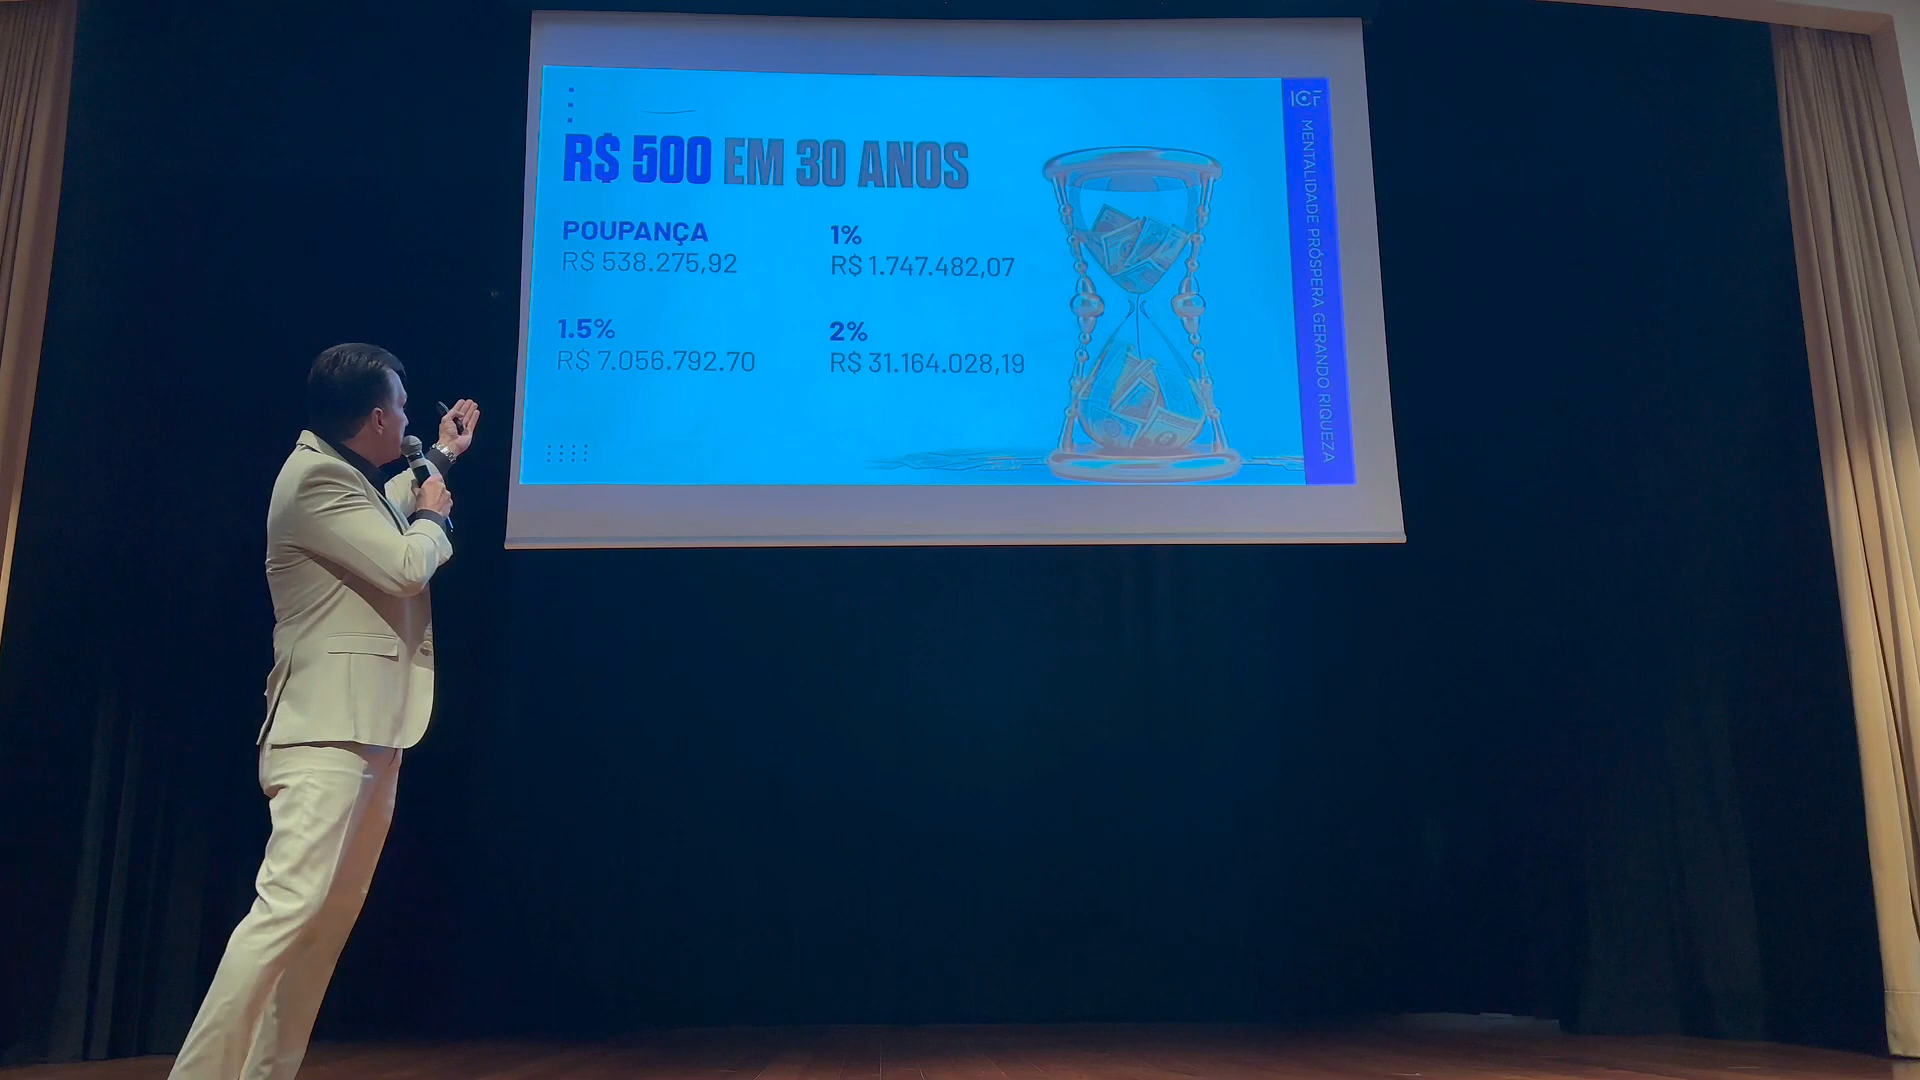 R$ 500 EM 30 ANOS
POUPANÇA
R$ 538.275,92
1%
R$ 1.747.482,07
1.5%
R$ 7.056.792.70
2%
R$ 31.164.028,19
MENTALIDADE PRÓSPERA GERANDO RIQUEZA